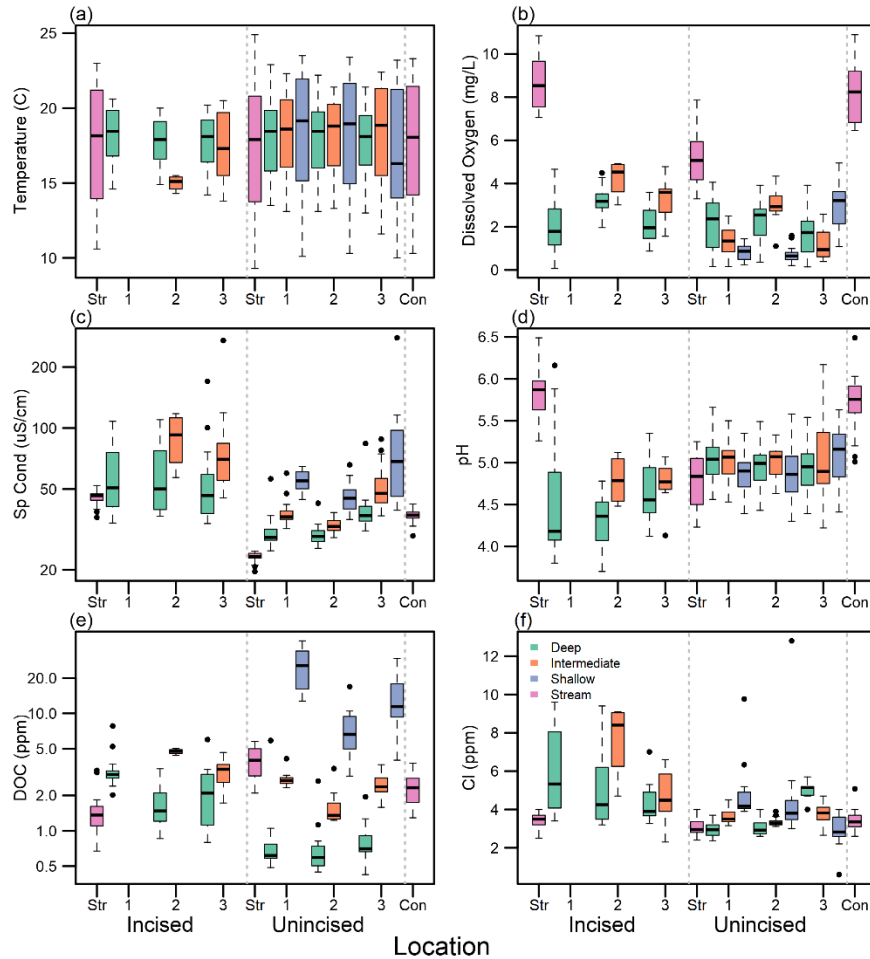 (a)
Temperature (C)
25
20
15
10
Str 1 2 3 Str 1 2 3 Con
(b)
Dissolved Oxygen (mg/L)
10
8
6
4
2
0
Str 1 2 3 Str 1 2 3 Con
(c)
Sp Cond (uS/cm)
200
100
50
20
Str 1 2 3 Str 1 2 3 Con
(d)
pH
6.5
6.0
5.5
5.0
4.5
4.0
Str 1 2 3 Str 1 2 3 Con
(e)
DOC (ppm)
20.0
10.0
5.0
2.0
1.0
0.5
Str 1 2 3 Str 1 2 3 Con
Incised Unincised
(f)
Cl (ppm)
12
10
8
6
4
2
Deep
Intermediate
Shallow
Stream
Str 1 2 3 Str 1 2 3 Con
Incised Unincised
Location